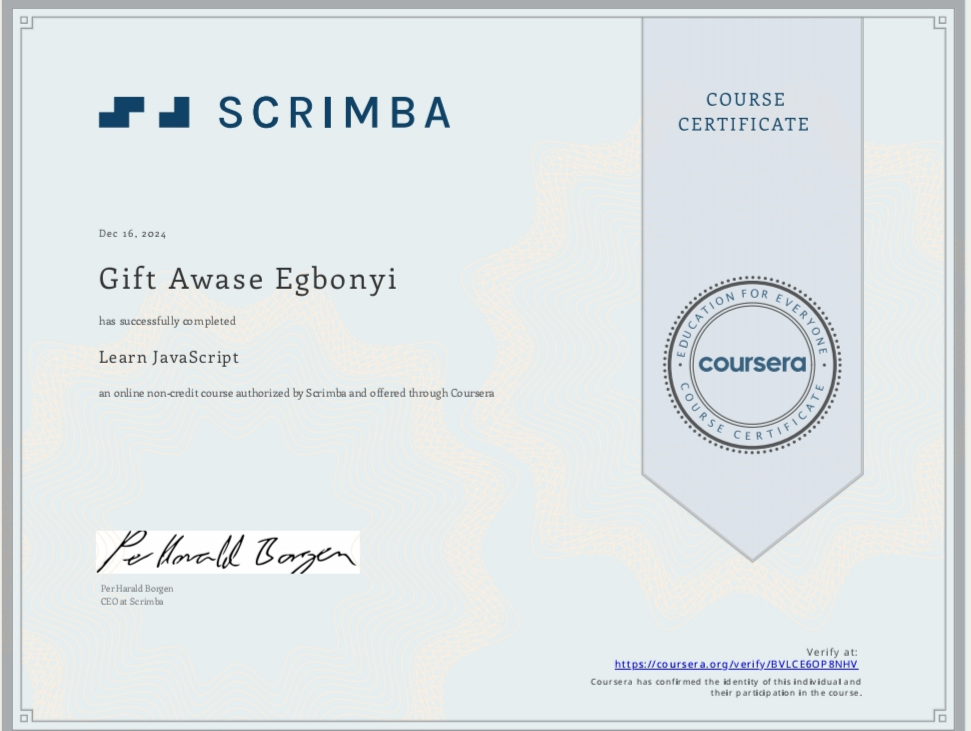 SCRIMBA
COURSE
CERTIFICATE
Dec 16, 2024
Gift Awase Egbonyi
has successfully completed
Learn JavaScript
an online non-credit course authorized by Scrimba and offered through Coursera
EDUCATION FOR EVERYONE
coursera
COURSE CERTIFICATE
Per Harald Borgen
Per Harald Borgen
CEO at Scrimba
Verify at:
https://coursera.org/verify/BVLCE6OP8NHV
Coursera has confirmed the identity of this individual and
their participation in the course.